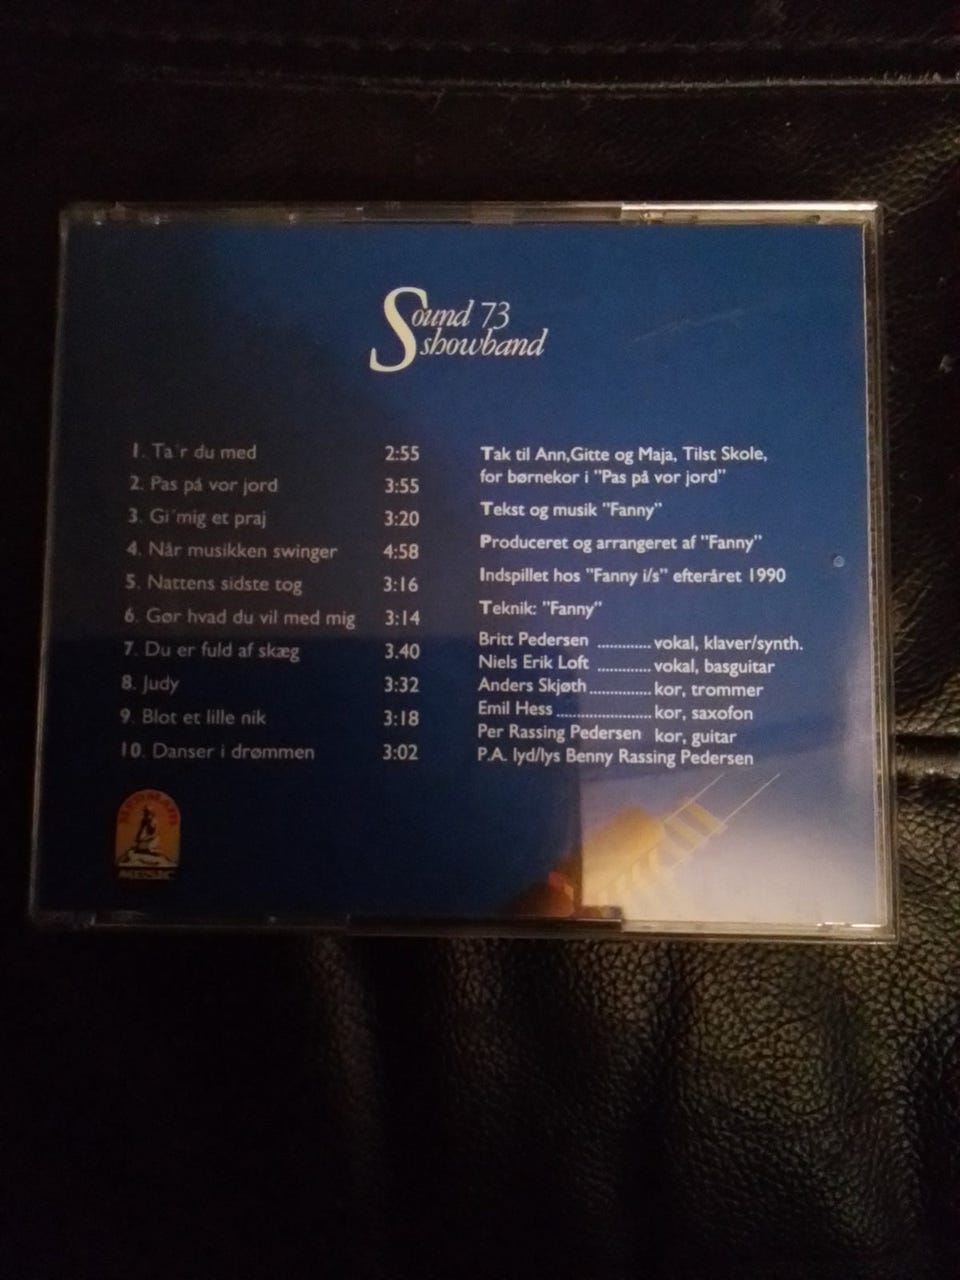 Sound 73
showband
1. Ta´r du med 2:55
2. Pas på vor jord 3:55
3. Gi´mig et praj 3:20
4. Når musikken swinger 4:58
5. Nattens sidste tog 3:16
6. Gør hvad du vil med mig 3:14
7. Du er fuld af skæg 3.40
8. Judy 3:32
9. Blot et lille nik 3:18
10. Danser i drømmen 3:02
Tak til Ann,Gitte og Maja, Tilst Skole,
for børnekor i "Pas på vor jord"
Tekst og musik "Fanny"
Produceret og arrangeret af "Fanny"
Indspillet hos "Fanny i/s" efteråret 1990
Teknik: "Fanny"
Britt Pedersen ............. vokal, klaver/synth.
Niels Erik Loft ............. vokal, basguitar
Anders Skjøth ............... kor, trommer
Emil Hess ....................... kor, saxofon
Per Rassing Pedersen kor, guitar
P.A. lyd/lys Benny Rassing Pedersen
MUSIC